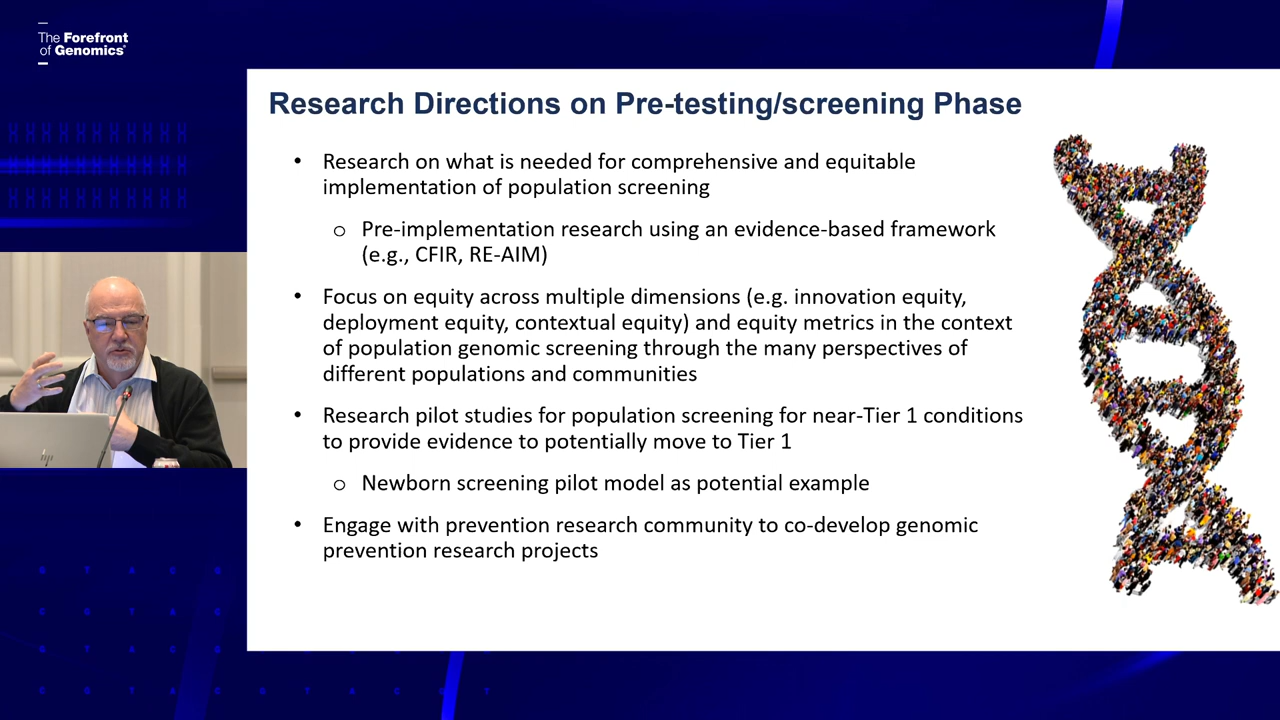 The Forefront
of Genomics®
Research Directions on Pre-testing/screening Phase
• Research on what is needed for comprehensive and equitable
implementation of population screening
o Pre-implementation research using an evidence-based framework
(e.g., CFIR, RE-AIM)
• Focus on equity across multiple dimensions (e.g. innovation equity,
deployment equity, contextual equity) and equity metrics in the context
of population genomic screening through the many perspectives of
different populations and communities
• Research pilot studies for population screening for near-Tier 1 conditions
to provide evidence to potentially move to Tier 1
o Newborn screening pilot model as potential example
• Engage with prevention research community to co-develop genomic
prevention research projects
hp